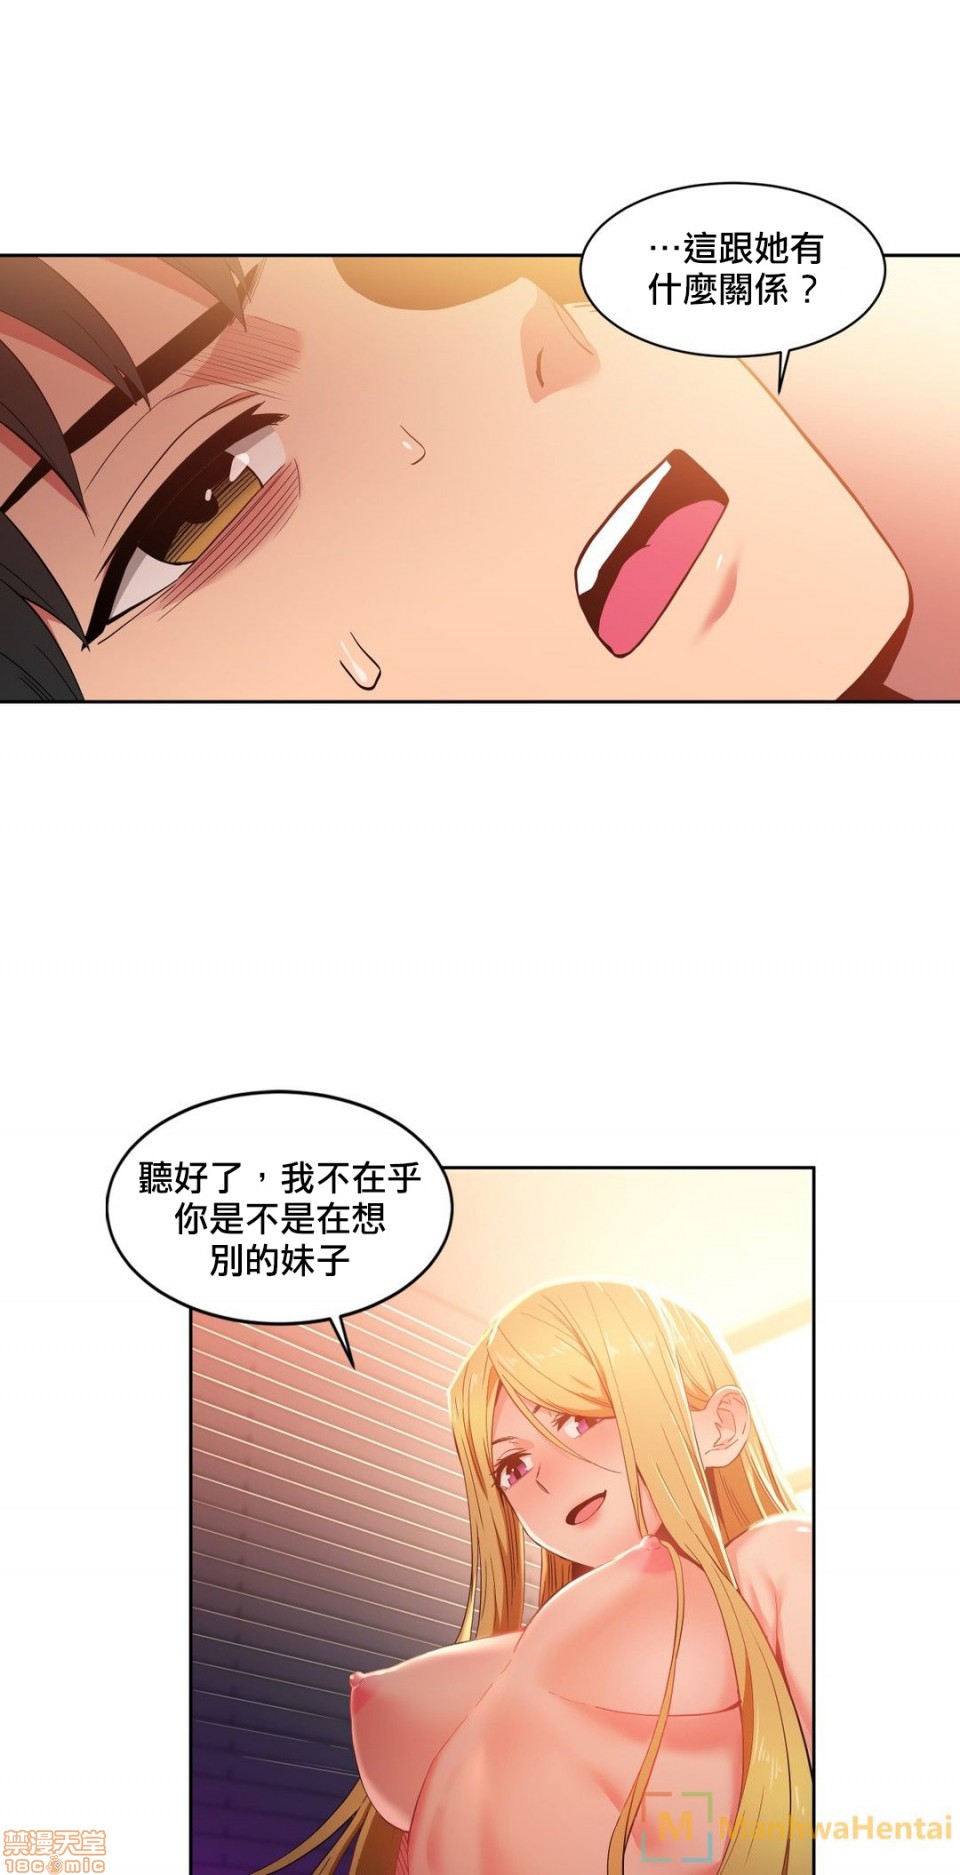 …這跟她有
什麼關係？
聽好了，我不在乎
你是不是在想
別的妹子
M ManhwaHentai
禁漫天堂
18comic